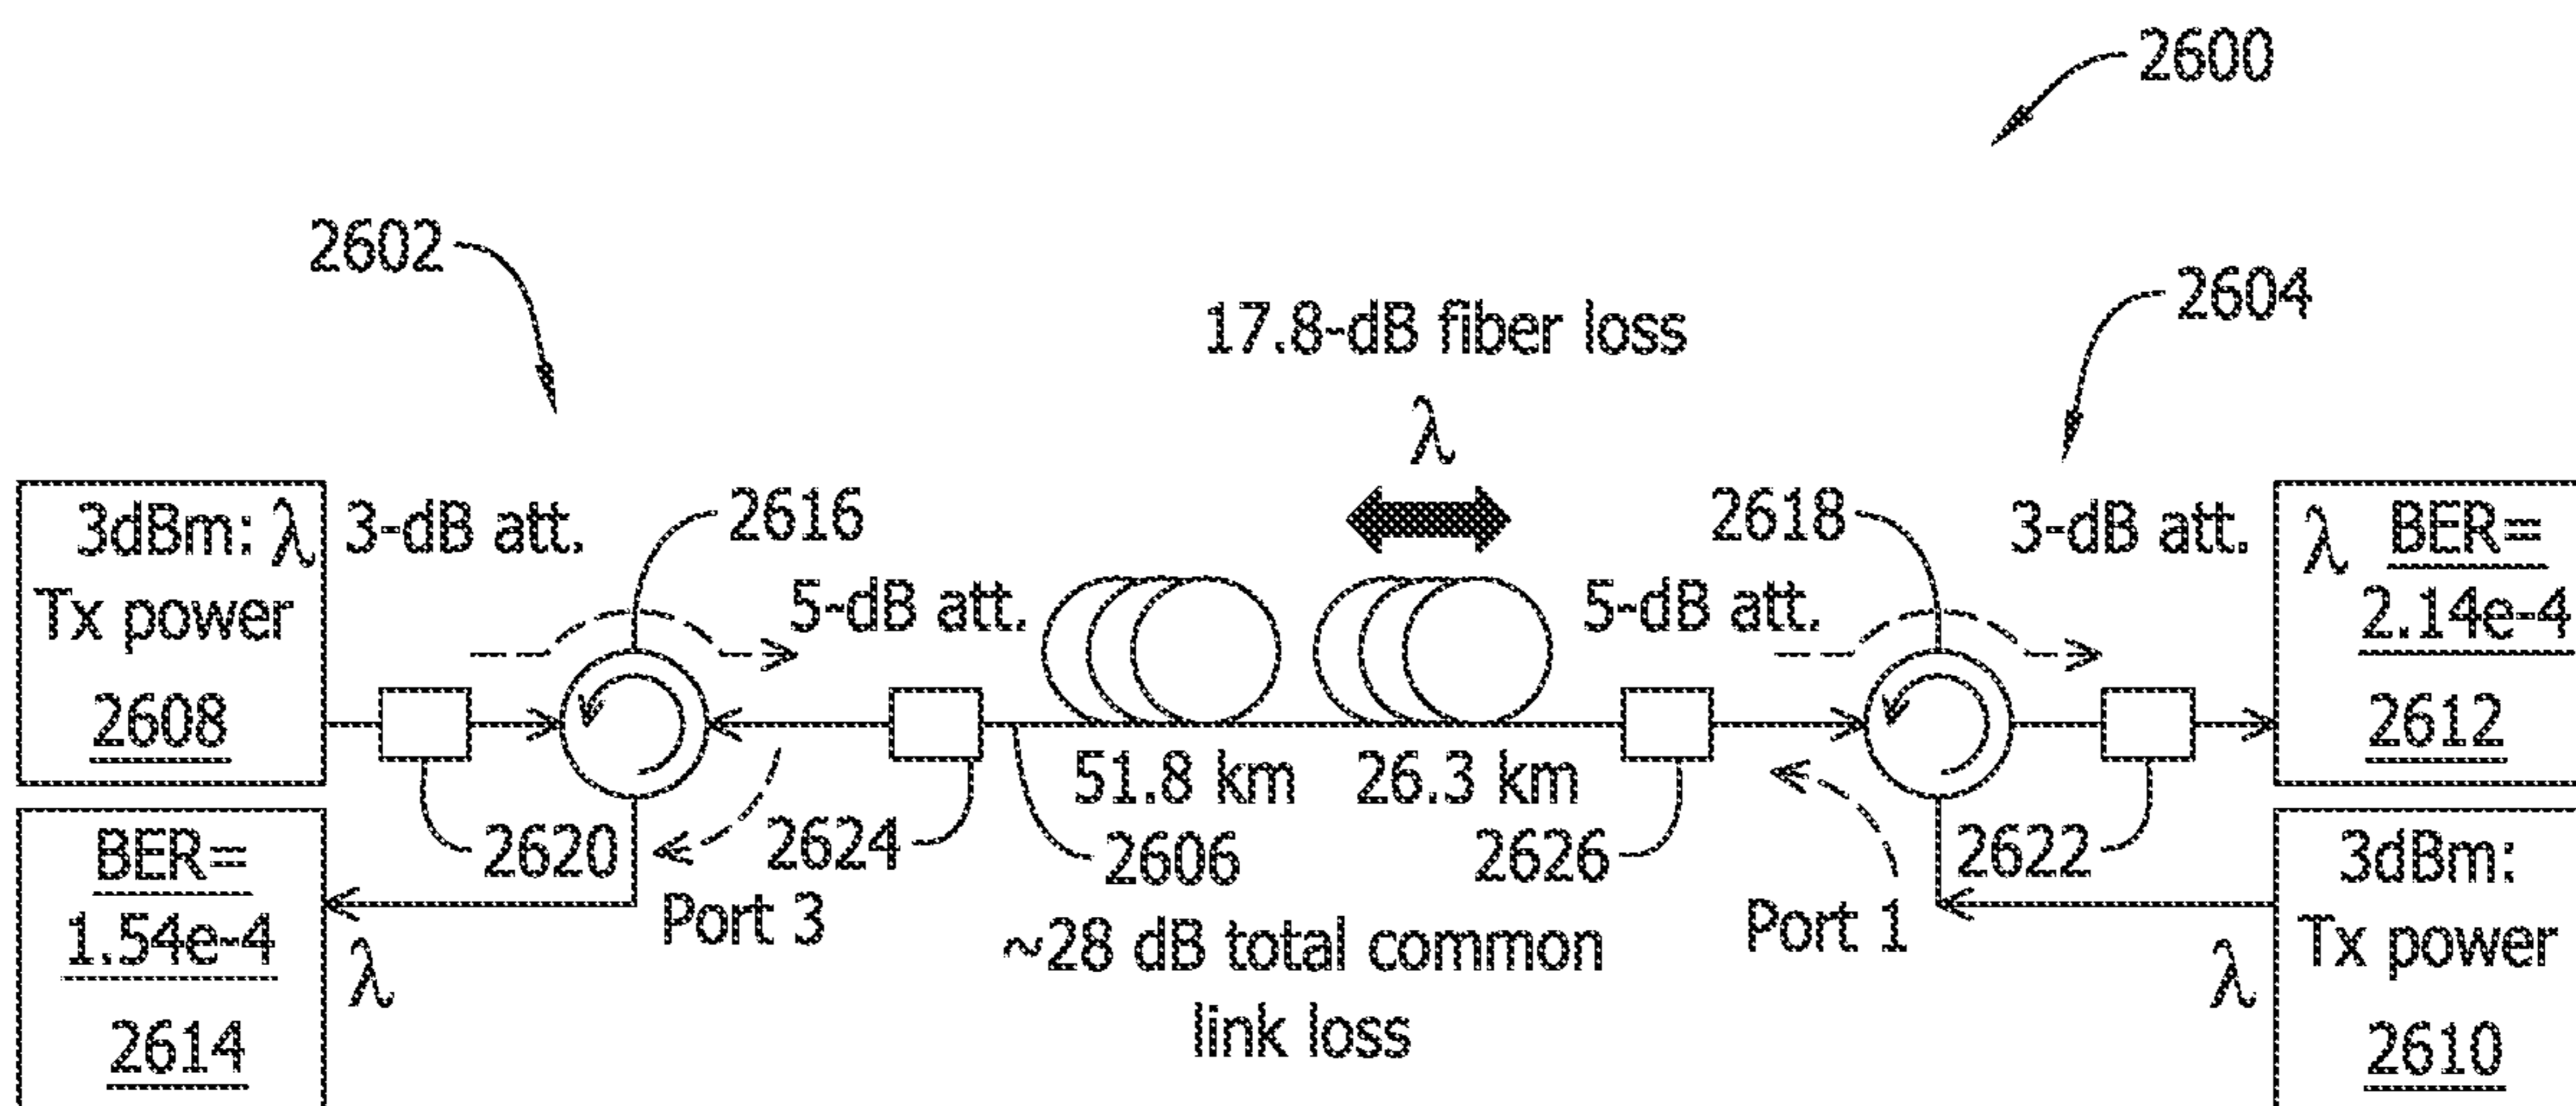 2600
2602
2604
17.8-dB fiber loss
λ
3dBm: λ
Tx power
2608
3-dB att.
2616
5-dB att.
2618
5-dB att.
3-dB att.
λ BER=
2.14e-4
2612
51.8 km
26.3 km
2620
2624
2606
2626
2622
BER=
1.54e-4
2614
λ
Port 3
~28 dB total common
link loss
Port 1
λ
3dBm:
Tx power
2610